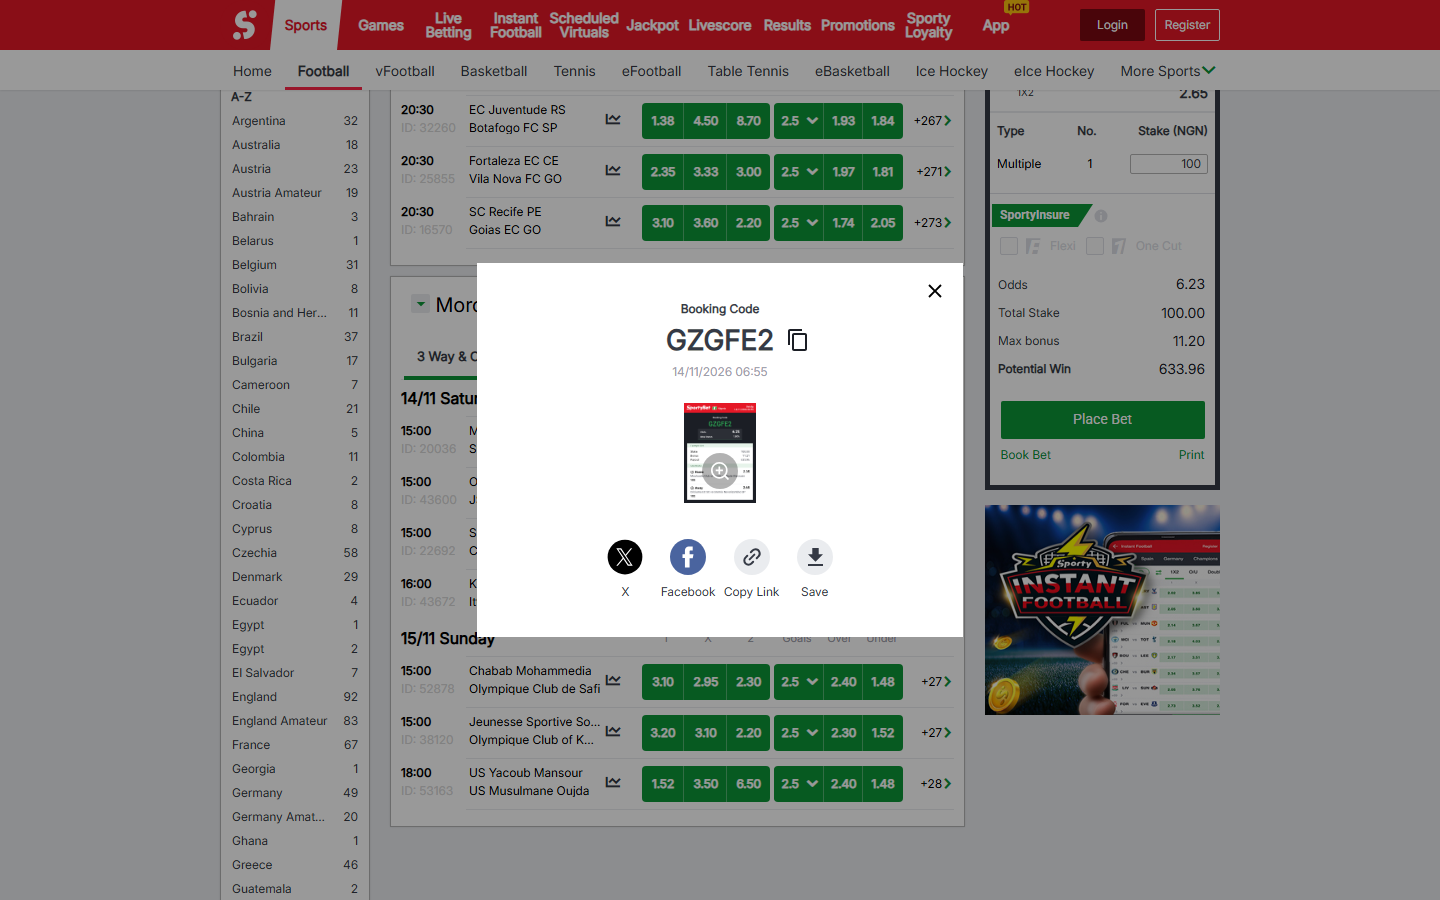 Sports
Games
Live Betting
Instant Football
Scheduled Virtuals
Jackpot
Livescore
Results
Promotions
Sporty Loyalty
App
HOT
Login
Register
Home
Football
vFootball
Basketball
Tennis
eFootball
Table Tennis
eBasketball
Ice Hockey
eIce Hockey
More Sports
A-Z
Argentina 32
Australia 18
Austria 23
Austria Amateur 19
Bahrain 3
Belarus 1
Belgium 31
Bolivia 8
Bosnia and Her... 11
Brazil 37
Bulgaria 17
Cameroon 7
Chile 21
China 5
Colombia 11
Costa Rica 2
Croatia 8
Cyprus 8
Czechia 58
Denmark 29
Ecuador 4
Egypt 1
Egypt 2
El Salvador 7
England 92
England Amateur 83
France 67
Georgia 1
Germany 49
Germany Amat... 20
Ghana 1
Greece 46
Guatemala 2
20:30 EC Juventude RS
ID: 32260 Botafogo FC SP
1.38 4.50 8.70 2.5 1.93 1.84 +267
20:30 Fortaleza EC CE
ID: 25855 Vila Nova FC GO
2.35 3.33 3.00 2.5 1.97 1.81 +271
20:30 SC Recife PE
ID: 16570 Goias EC GO
3.10 3.60 2.20 2.5 1.74 2.05 +273
3 Way & O
15:00 M
ID: 20036 S
15:00 O
ID: 43600 J
15:00 S
ID: 22692 C
16:00 K
ID: 43672 It
15/11 Sunday 1 X 2 Goals Over Under
15:00 Chabab Mohammedia
ID: 52878 Olympique Club de Safi
3.10 2.95 2.30 2.5 2.40 1.48 +27
15:00 Jeunesse Sportive So...
ID: 38120 Olympique Club of K...
3.20 3.10 2.20 2.5 2.30 1.52 +27
18:00 US Yacoub Mansour
ID: 53163 US Musulmane Oujda
1.52 3.50 6.50 2.5 2.40 1.48 +28
Booking Code
GZGFE2
14/11/2026 06:55
SportyBet
GZGFE2
X
Facebook
Copy Link
Save
1X2 2.65
Type No. Stake (NGN)
Multiple 1 100
SportyInsure
Flexi
One Cut
Odds 6.23
Total Stake 100.00
Max bonus 11.20
Potential Win 633.96
Place Bet
Book Bet Print
Sporty
INSTANT
FOOTBALL